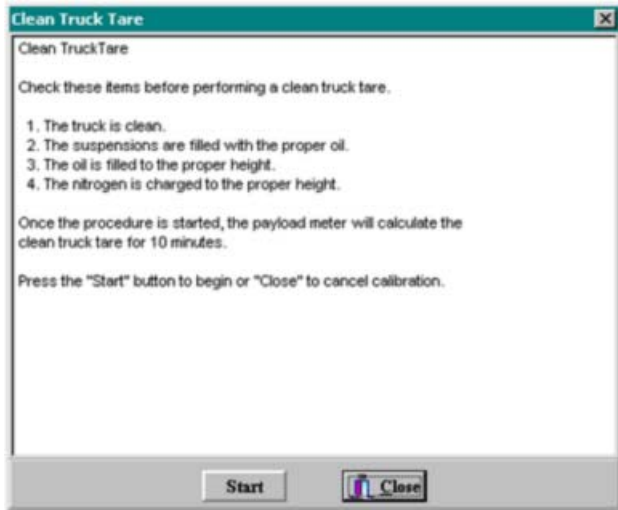 Clean Truck Tare
Clean TruckTare
Check these items before performing a clean truck tare.
1. The truck is clean.
2. The suspensions are filled with the proper oil.
3. The oil is filled to the proper height.
4. The nitrogen is charged to the proper height.
Once the procedure is started, the payload meter will calculate the
clean truck tare for 10 minutes.
Press the "Start" button to begin or "Close" to cancel calibration.
Start
Close